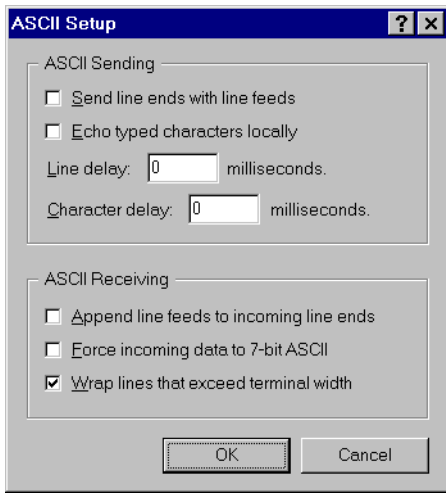 ASCII Setup
ASCII Sending
Send line ends with line feeds
Echo typed characters locally
Line delay: 0 milliseconds.
Character delay: 0 milliseconds.
ASCII Receiving
Append line feeds to incoming line ends
Force incoming data to 7-bit ASCII
Wrap lines that exceed terminal width
OK Cancel